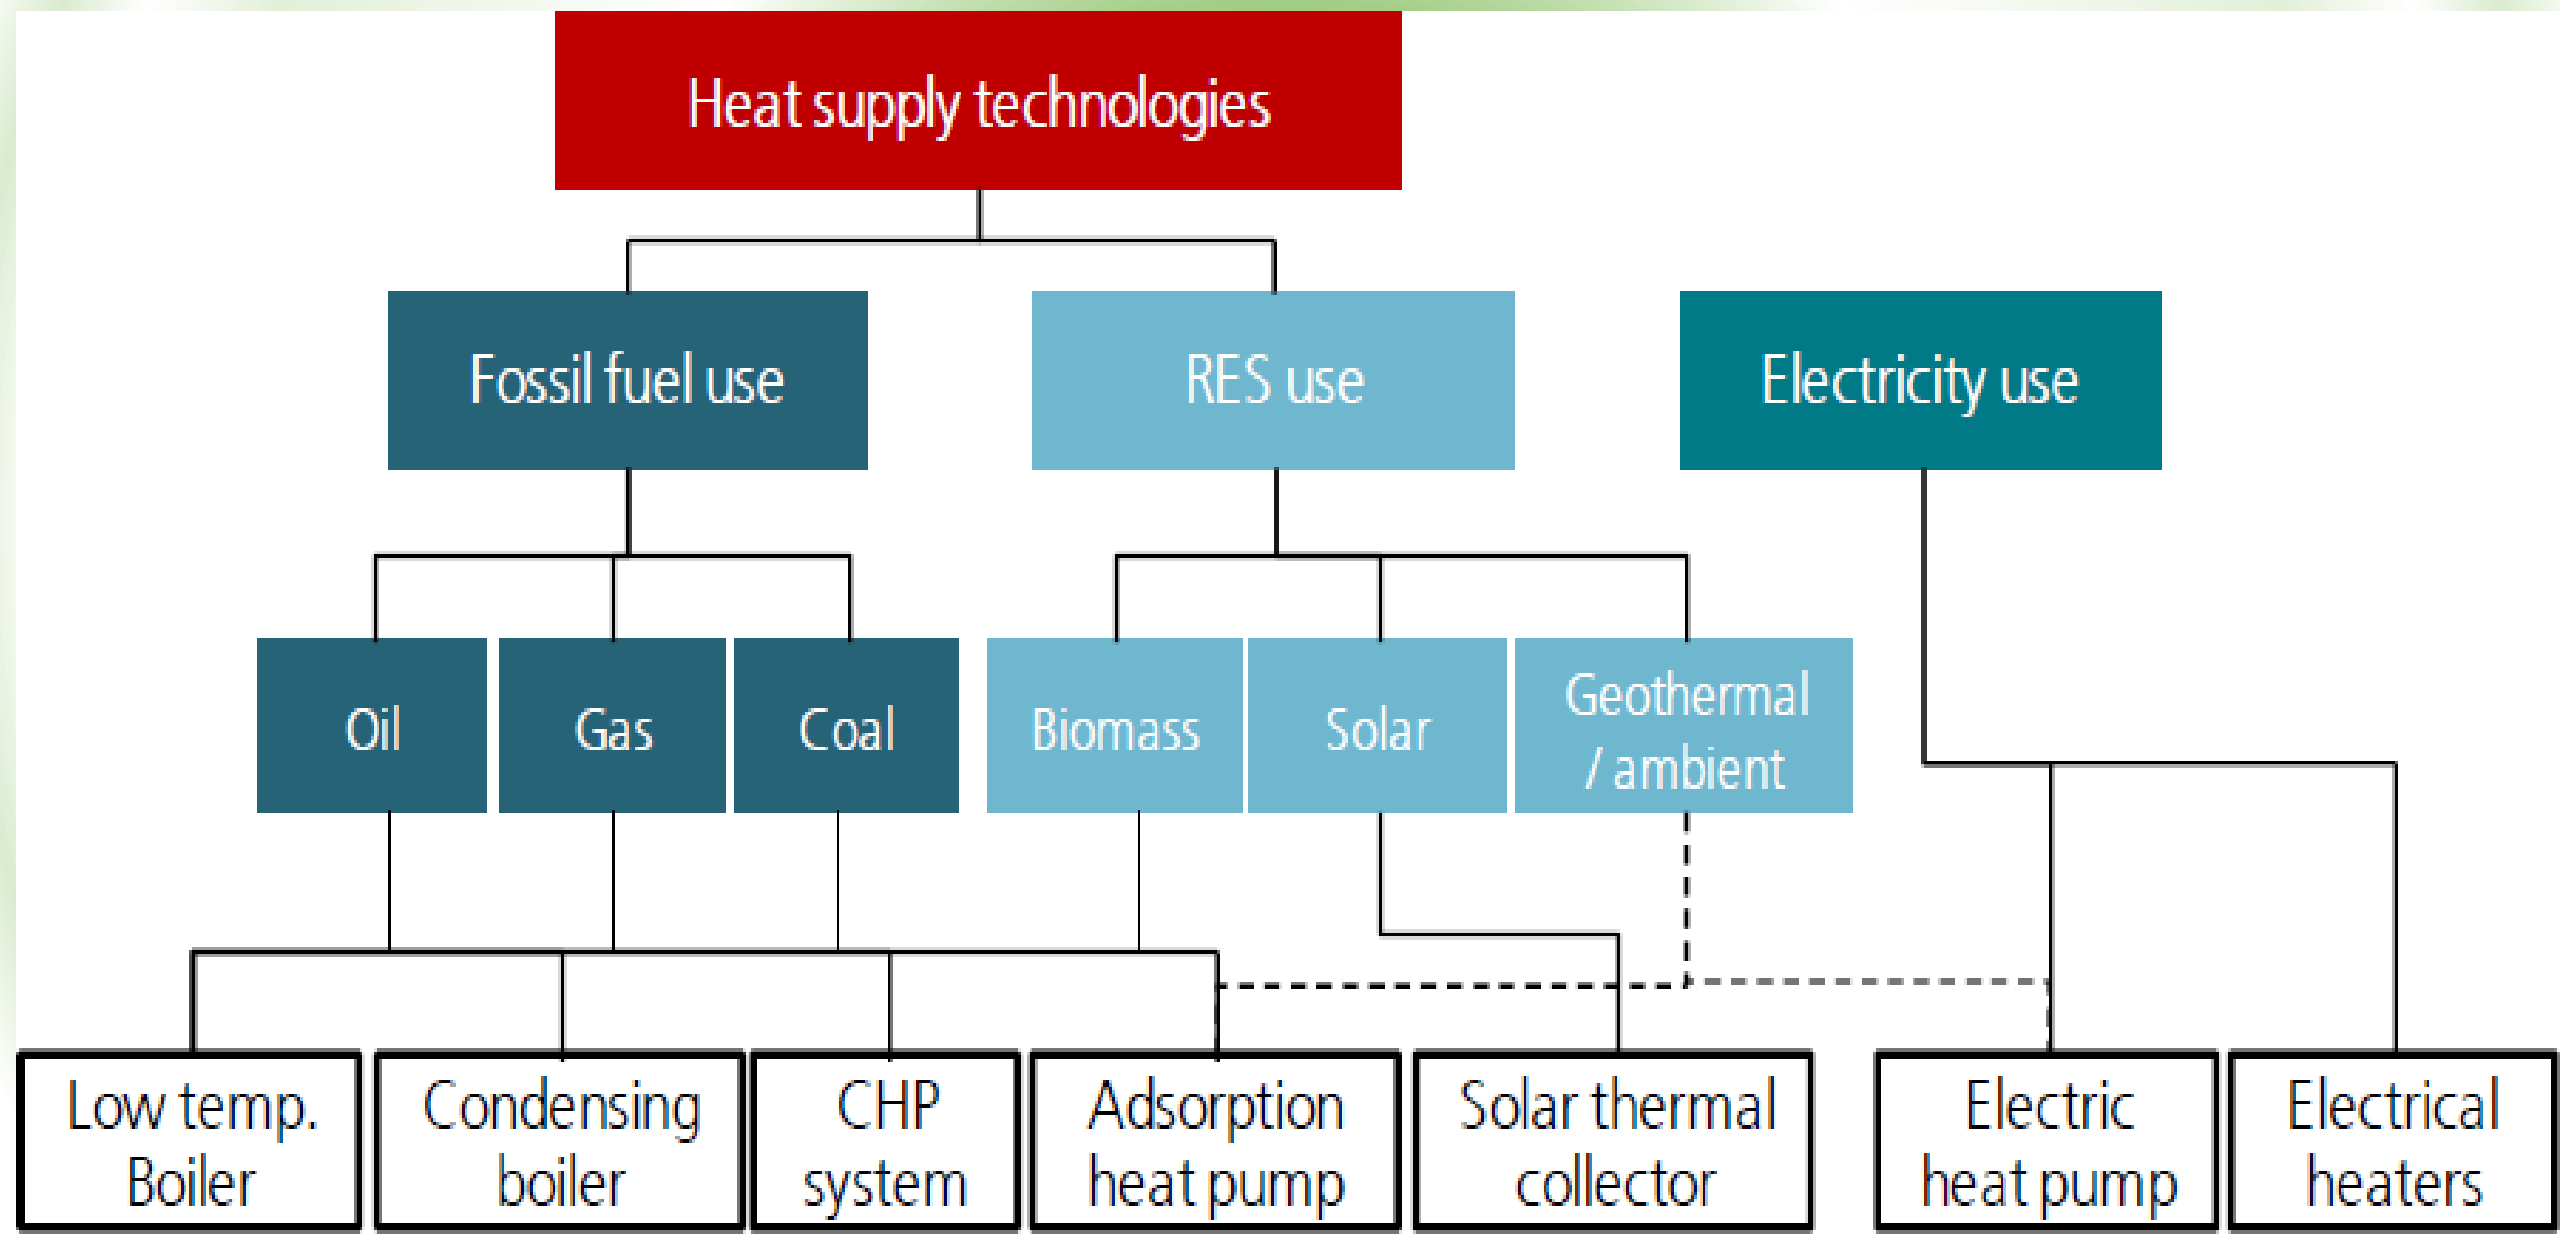 Heat supply technologies
Fossil fuel use
RES use
Electricity use
Oil
Gas
Coal
Biomass
Solar
Geothermal
/ ambient
Low temp.
Boiler
Condensing
boiler
CHP
system
Adsorption
heat pump
Solar thermal
collector
Electric
heat pump
Electrical
heaters